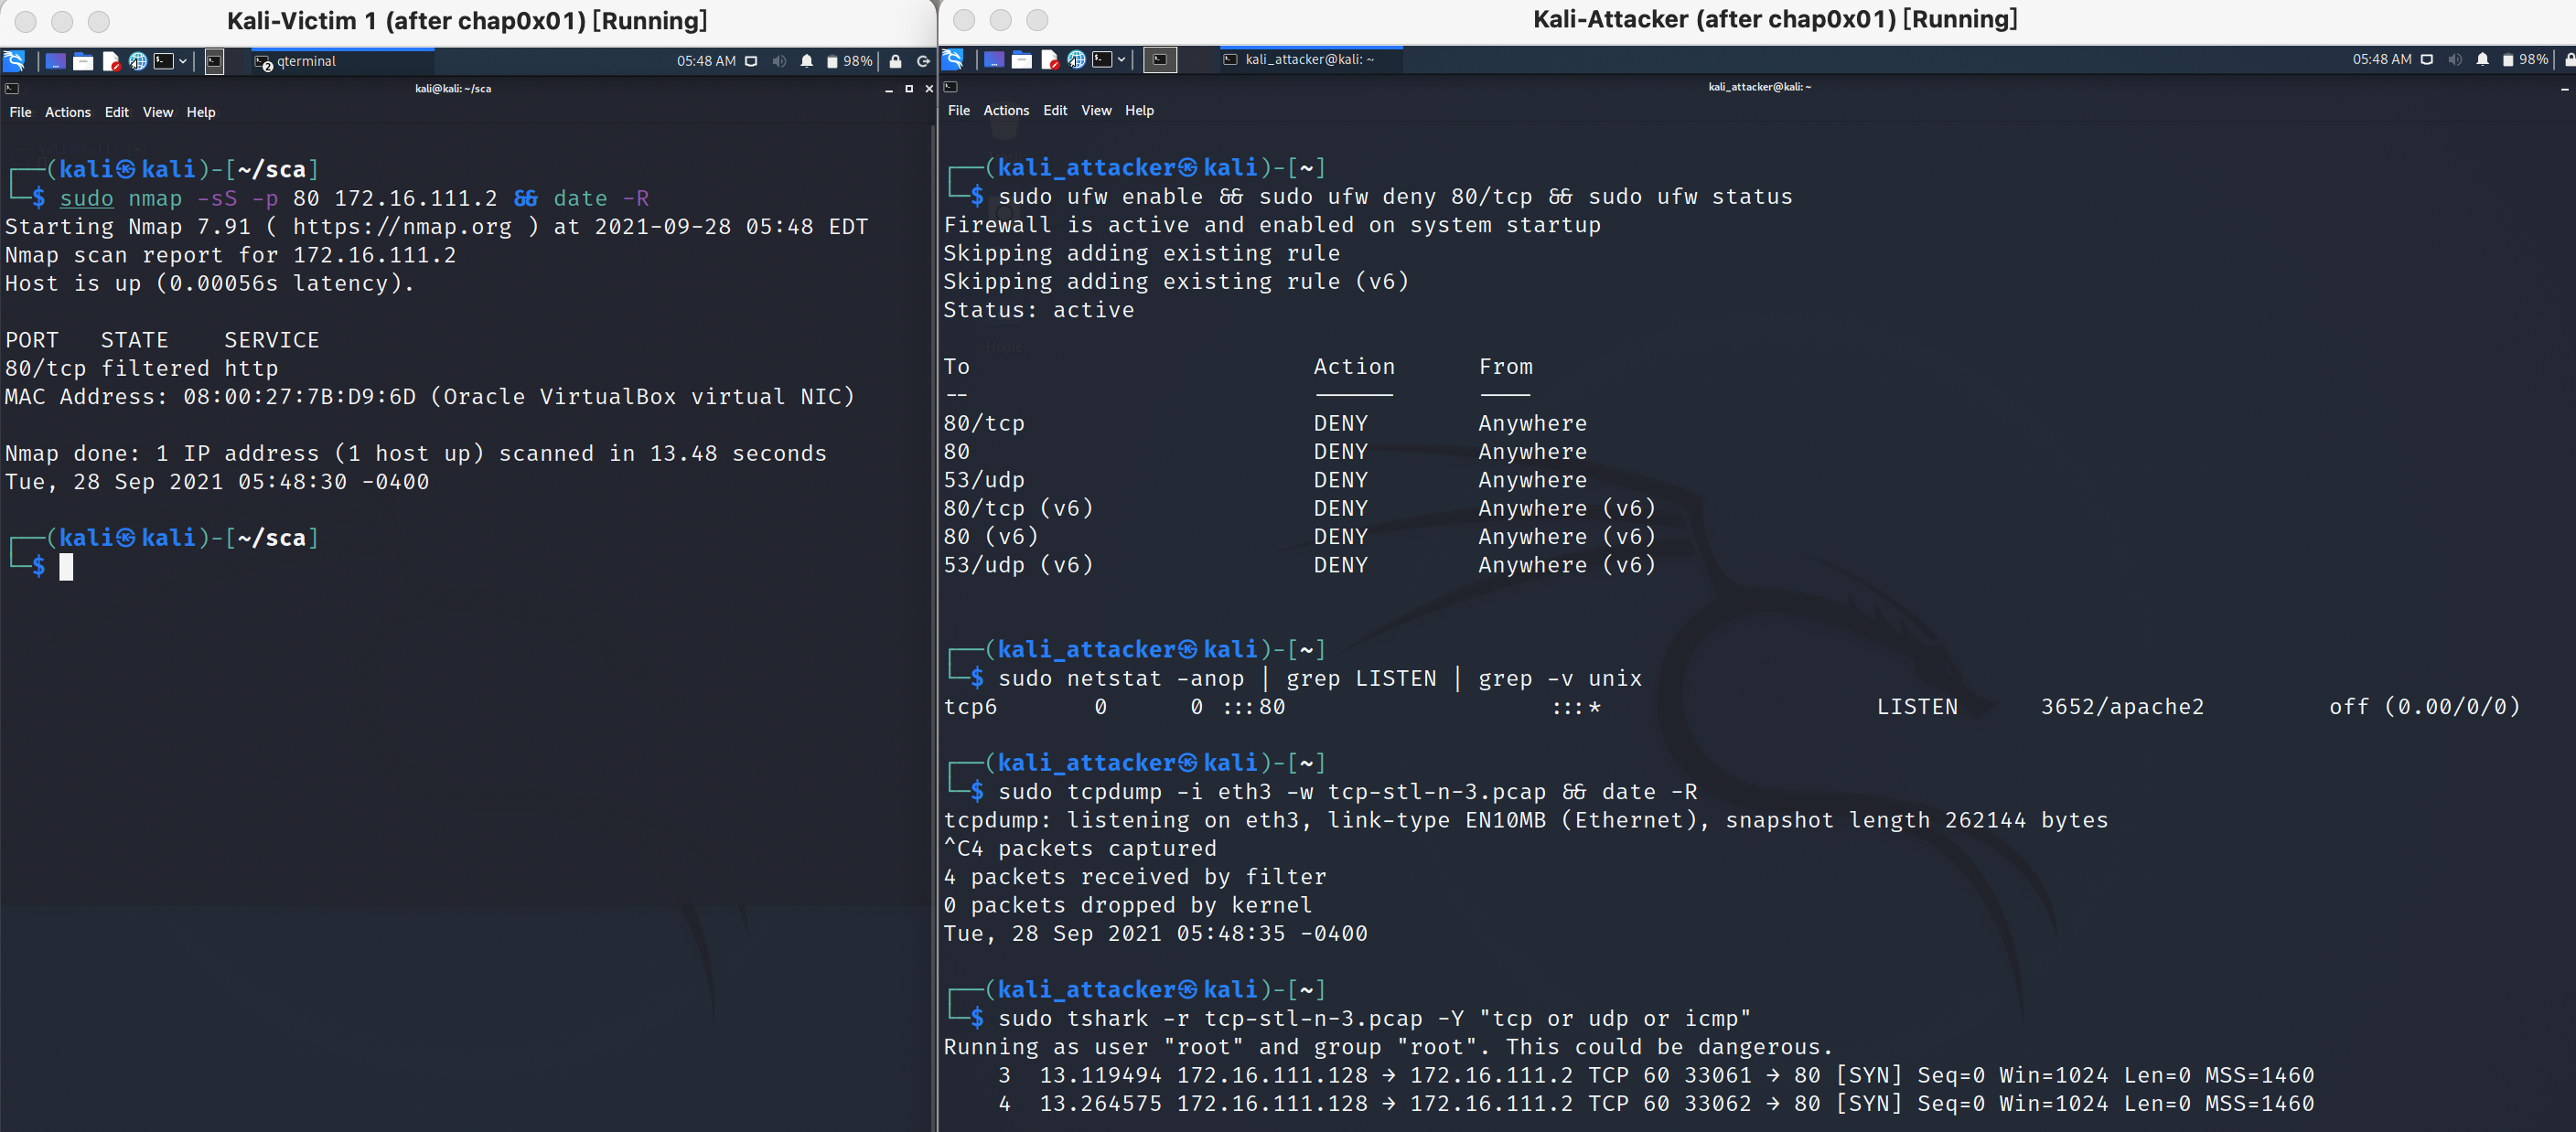 Kali-Victim 1 (after chap0x01) [Running]
qterminal
05:48 AM
98%
kali@kali: ~/sca
File Actions Edit View Help
┌──(kali㉿kali)-[~/sca]
└─$ sudo nmap -sS -p 80 172.16.111.2 && date -R
Starting Nmap 7.91 ( https://nmap.org ) at 2021-09-28 05:48 EDT
Nmap scan report for 172.16.111.2
Host is up (0.00056s latency).
PORT   STATE    SERVICE
80/tcp filtered http
MAC Address: 08:00:27:7B:D9:6D (Oracle VirtualBox virtual NIC)
Nmap done: 1 IP address (1 host up) scanned in 13.48 seconds
Tue, 28 Sep 2021 05:48:30 -0400
┌──(kali㉿kali)-[~/sca]
└─$
Kali-Attacker (after chap0x01) [Running]
kali_attacker@kali: ~
05:48 AM
98%
kali_attacker@kali: ~
File Actions Edit View Help
┌──(kali_attacker㉿kali)-[~]
└─$ sudo ufw enable && sudo ufw deny 80/tcp && sudo ufw status
Firewall is active and enabled on system startup
Skipping adding existing rule
Skipping adding existing rule (v6)
Status: active
Home
To                         Action      From
--                         ------      ----
80/tcp                     DENY        Anywhere
80                         DENY        Anywhere
53/udp                     DENY        Anywhere
80/tcp (v6)                DENY        Anywhere (v6)
80 (v6)                    DENY        Anywhere (v6)
53/udp (v6)                DENY        Anywhere (v6)
┌──(kali_attacker㉿kali)-[~]
└─$ sudo netstat -anop | grep LISTEN | grep -v unix
tcp6       0      0 :::80                   :::*                    LISTEN      3652/apache2         off (0.00/0/0)
┌──(kali_attacker㉿kali)-[~]
└─$ sudo tcpdump -i eth3 -w tcp-stl-n-3.pcap && date -R
tcpdump: listening on eth3, link-type EN10MB (Ethernet), snapshot length 262144 bytes
^C4 packets captured
4 packets received by filter
0 packets dropped by kernel
Tue, 28 Sep 2021 05:48:35 -0400
┌──(kali_attacker㉿kali)-[~]
└─$ sudo tshark -r tcp-stl-n-3.pcap -Y "tcp or udp or icmp"
Running as user "root" and group "root". This could be dangerous.
    3  13.119494 172.16.111.128 → 172.16.111.2 TCP 60 33061 → 80 [SYN] Seq=0 Win=1024 Len=0 MSS=1460
    4  13.264575 172.16.111.128 → 172.16.111.2 TCP 60 33062 → 80 [SYN] Seq=0 Win=1024 Len=0 MSS=1460